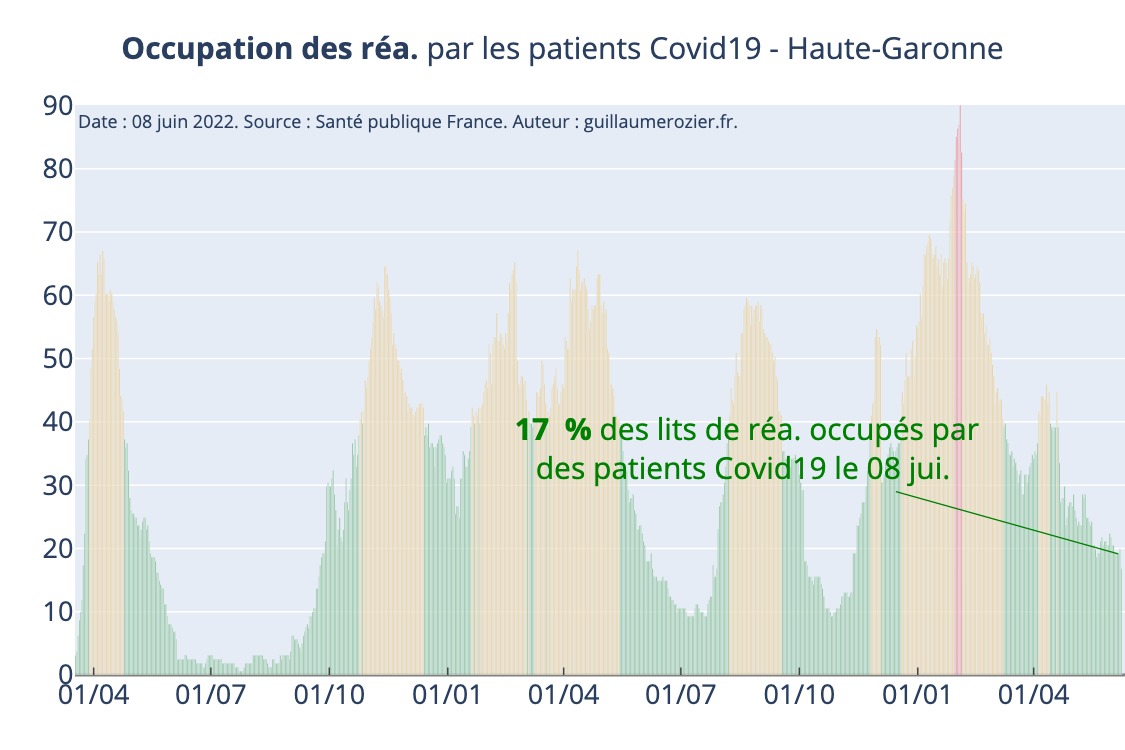 Occupation des réa. par les patients Covid19 - Haute-Garonne
90
Date : 08 juin 2022. Source : Santé publique France. Auteur : guillaumerozier.fr.
80
70
60
50
40
17 % des lits de réa. occupés par
des patients Covid19 le 08 jui.
30
20
10
0
01/04 01/07 01/10 01/01 01/04 01/07 01/10 01/01 01/04